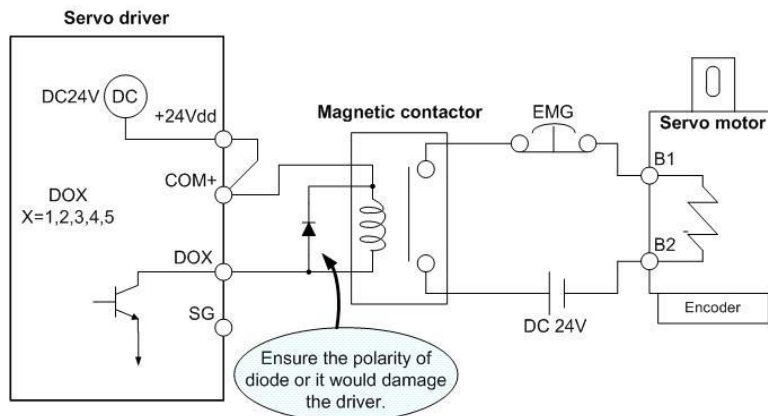 Servo driver
DC24V
DC
+24Vdd
Magnetic contactor
EMG
Servo motor
COM+
B1
DOX
X=1,2,3,4,5
DOX
B2
SG
DC 24V
Encoder
Ensure the polarity of
diode or it would damage
the driver.